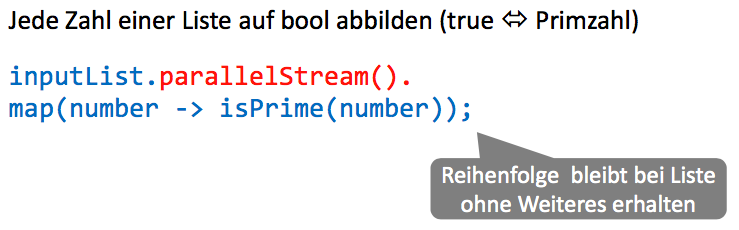 Jede Zahl einer Liste auf bool abbilden (true ⇔ Primzahl)
inputList.parallelStream().
map(number -> isPrime(number));
Reihenfolge bleibt bei Liste
ohne Weiteres erhalten